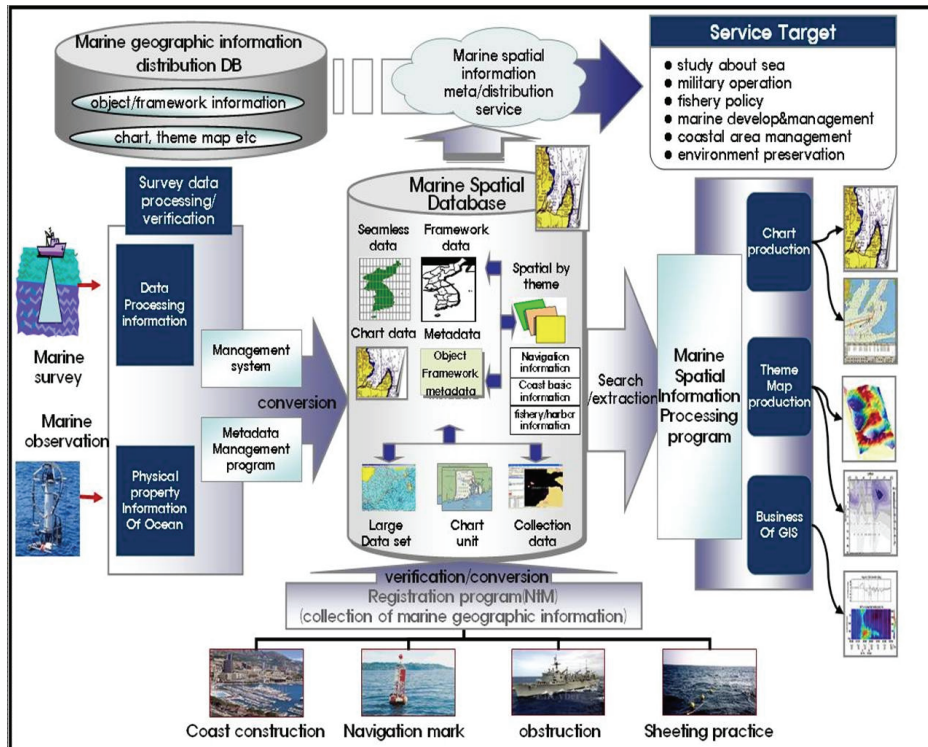 Marine geographic information
distribution DB
object/framework information
chart, theme map etc
Marine spatial
information
meta/distribution
service
Service Target
● study about sea
● military operation
● fishery policy
● marine develop&management
● coastal area management
● environment preservation
Survey data
processing/
verification
Data
Processing
information
Physical
property
Information
Of Ocean
Marine
survey
Marine
observation
Management
system
conversion
Metadata
Management
program
Marine Spatial
Database
Seamless
data
Framework
data
Spatial by
theme
Chart data
Metadata
Object
Framework
metadata
Navigation
information
Coast basic
information
fishery/harbor
information
Large
Data set
Chart
unit
Collection
data
Search
/extraction
Marine
Spatial
Information
Processing
program
Chart
production
Theme
Map
production
Business
Of GIS
verification/conversion
Registration program(NtM)
(collection of marine geographic information)
Coast construction
Navigation mark
obstruction
Sheeting practice